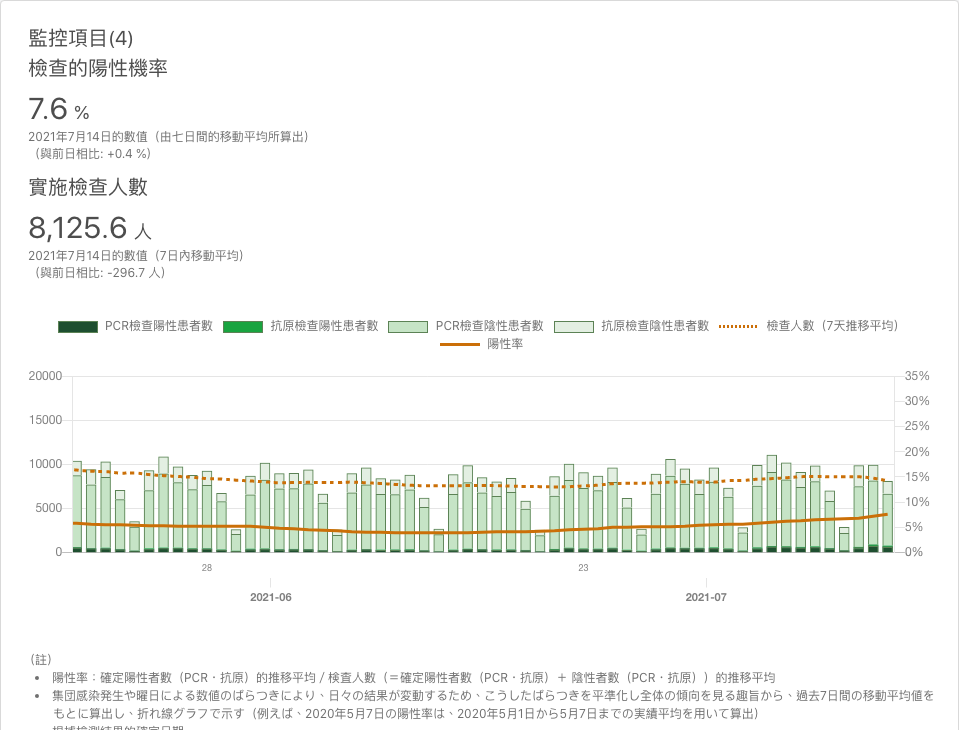 監控項目(4)
檢查的陽性機率
7.6 %
2021年7月14日的數值（由七日間的移動平均所算出）
（與前日相比: +0.4 %）
實施檢查人數
8,125.6 人
2021年7月14日的數值（7日內移動平均）
（與前日相比: -296.7 人）
PCR檢查陽性患者數 抗原檢查陽性患者數 PCR檢查陰性患者數 抗原檢查陰性患者數 檢查人數（7天推移平均）
陽性率
20000 35%
30%
15000 25%
20%
10000 15%
10%
5000 5%
0 0%
28 23
2021-06 2021-07
（註）
陽性率：確定陽性者數（PCR・抗原）的推移平均 / 檢査人數（＝確定陽性者數（PCR・抗原）＋ 陰性者數（PCR・抗原））的推移平均
集団感染発生や曜日による数値のばらつきにより、日々の結果が変動するため、こうしたばらつきを平準化し全体の傾向を見る趣旨から、過去7日間の移動平均値を
もとに算出し、折れ線グラフで示す（例えば、2020年5月7日の陽性率は、2020年5月1日から5月7日までの実績平均を用いて算出）